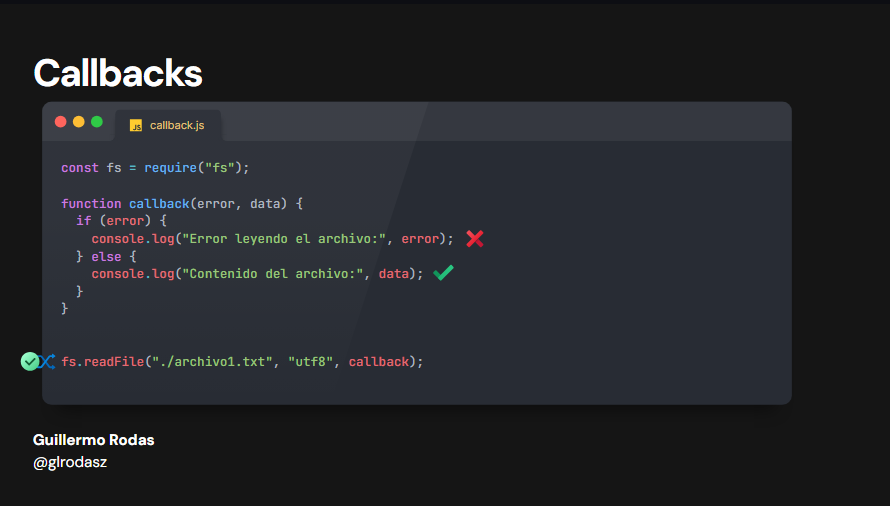 Callbacks
JS callback.js
const fs = require("fs");
function callback(error, data) {
if (error) {
console.log("Error leyendo el archivo:", error);
} else {
console.log("Contenido del archivo:", data);
}
}
fs.readFile("./archivo1.txt", "utf8", callback);
Guillermo Rodas
@glrodasz